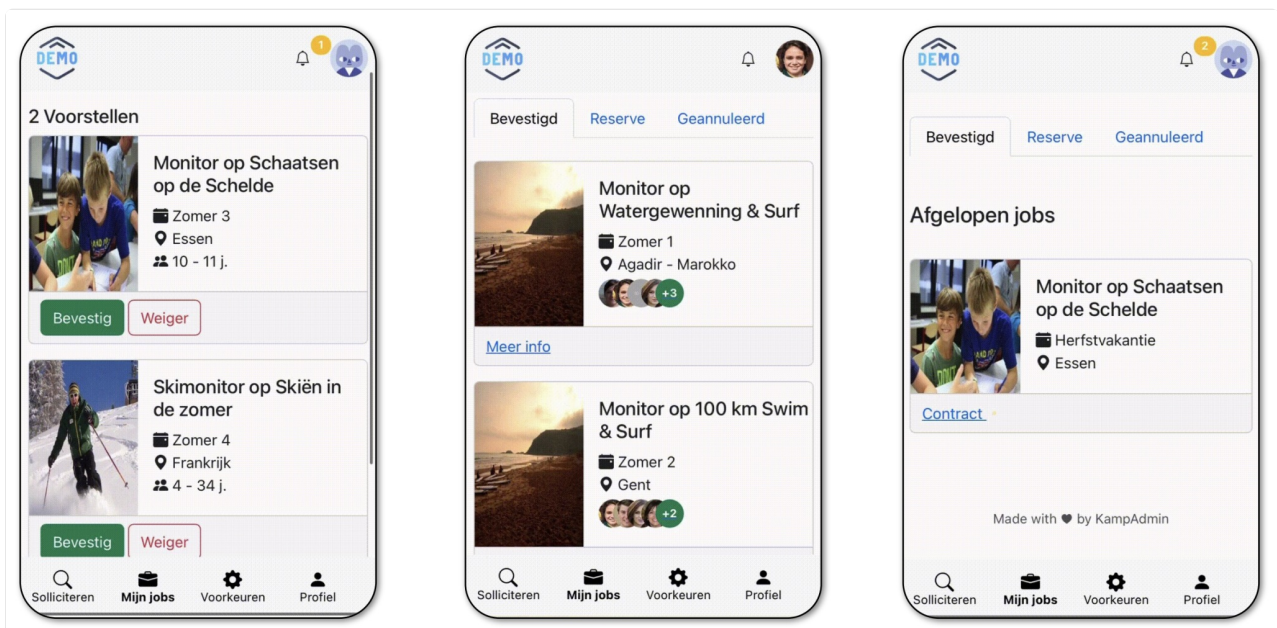 DEMO
1
2 Voorstellen
Monitor op Schaatsen
op de Schelde
Zomer 3
Essen
10 - 11 j.
Bevestig
Weiger
Skimonitor op Skiën in
de zomer
Zomer 4
Frankrijk
4 - 34 j.
Bevestig
Weiger
Solliciteren
Mijn jobs
Voorkeuren
Profiel
DEMO
Bevestigd
Reserve
Geannuleerd
Monitor op
Watergewenning & Surf
Zomer 1
Agadir - Marokko
+3
Meer info
Monitor op 100 km Swim
& Surf
Zomer 2
Gent
+2
Solliciteren
Mijn jobs
Voorkeuren
Profiel
DEMO
2
Bevestigd
Reserve
Geannuleerd
Afgelopen jobs
Monitor op Schaatsen
op de Schelde
Herfstvakantie
Essen
Contract
Made with ♥ by KampAdmin
Solliciteren
Mijn jobs
Voorkeuren
Profiel